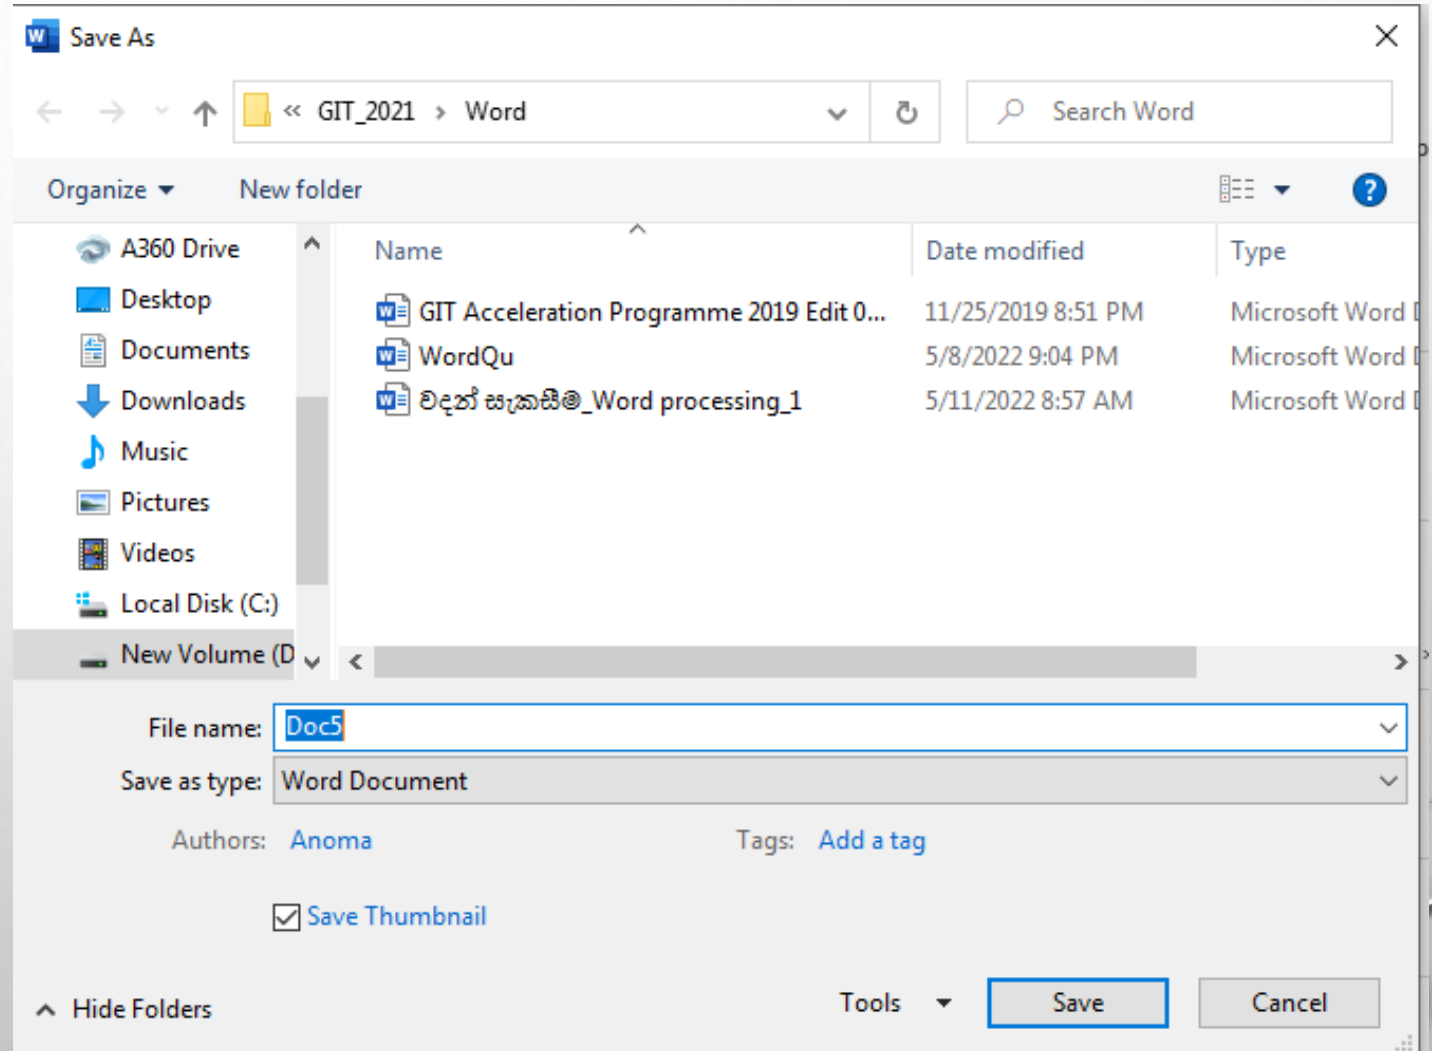 Save As
« GIT_2021 › Word
Search Word
Organize
New folder
A360 Drive
Desktop
Documents
Downloads
Music
Pictures
Videos
Local Disk (C:)
New Volume (D
Name Date modified Type
GIT Acceleration Programme 2019 Edit 0... 11/25/2019 8:51 PM Microsoft Word D
WordQu 5/8/2022 9:04 PM Microsoft Word D
වදන් සැකසීම_Word processing_1 5/11/2022 8:57 AM Microsoft Word D
File name: Doc5
Save as type: Word Document
Authors: Anoma Tags: Add a tag
Save Thumbnail
Hide Folders Tools Save Cancel